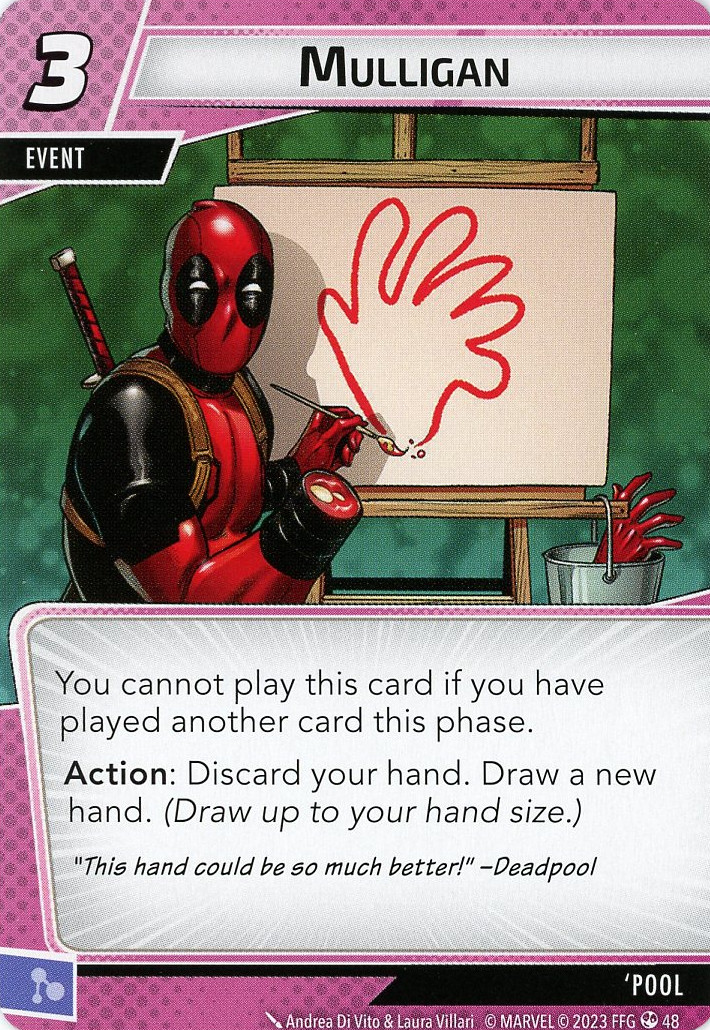 3
MULLIGAN
EVENT
You cannot play this card if you have
played another card this phase.
Action: Discard your hand. Draw a new
hand. (Draw up to your hand size.)
"This hand could be so much better!" –Deadpool
'POOL
Andrea Di Vito & Laura Villari © MARVEL © 2023 FFG 48